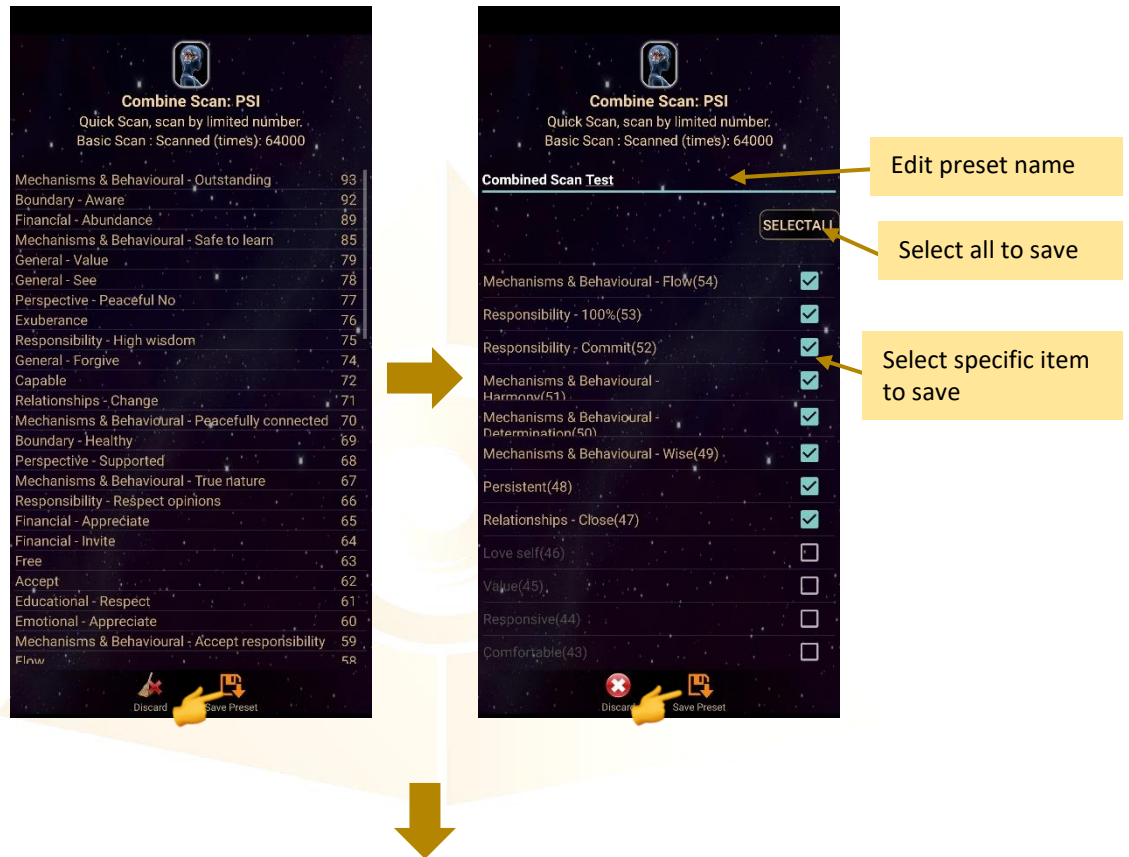 Combine Scan: PSI
Quick Scan, scan by limited number.
Basic Scan : Scanned (times): 64000
Mechanisms & Behavioural - Outstanding 93
Boundary - Aware 92
Financial - Abundance 89
Mechanisms & Behavioural - Safe to learn 85
General - Value 79
General - See 78
Perspective - Peaceful No 77
Exuberance 76
Responsibility - High wisdom 75
General - Forgive 74
Capable 72
Relationships - Change 71
Mechanisms & Behavioural - Peacefully connected 70
Boundary - Healthy 69
Perspective - Supported 68
Mechanisms & Behavioural - True nature 67
Responsibility - Respect opinions 66
Financial - Appreciate 65
Financial - Invite 64
Free 63
Accept 62
Educational - Respect 61
Emotional - Appreciate 60
Mechanisms & Behavioural - Accept responsibility 59
Flow 58
Discard Save Preset
Combine Scan: PSI
Quick Scan, scan by limited number.
Basic Scan : Scanned (times): 64000
Combined Scan Test
SELECTALL
Mechanisms & Behavioural - Flow(54)
Responsibility - 100%(53)
Responsibility - Commit(52)
Mechanisms & Behavioural -
Harmony(51)
Mechanisms & Behavioural -
Determination(50)
Mechanisms & Behavioural - Wise(49)
Persistent(48)
Relationships - Close(47)
Love self(46)
Value(45)
Responsive(44)
Comfortable(43)
Discard Save Preset
Edit preset name
Select all to save
Select specific item
to save